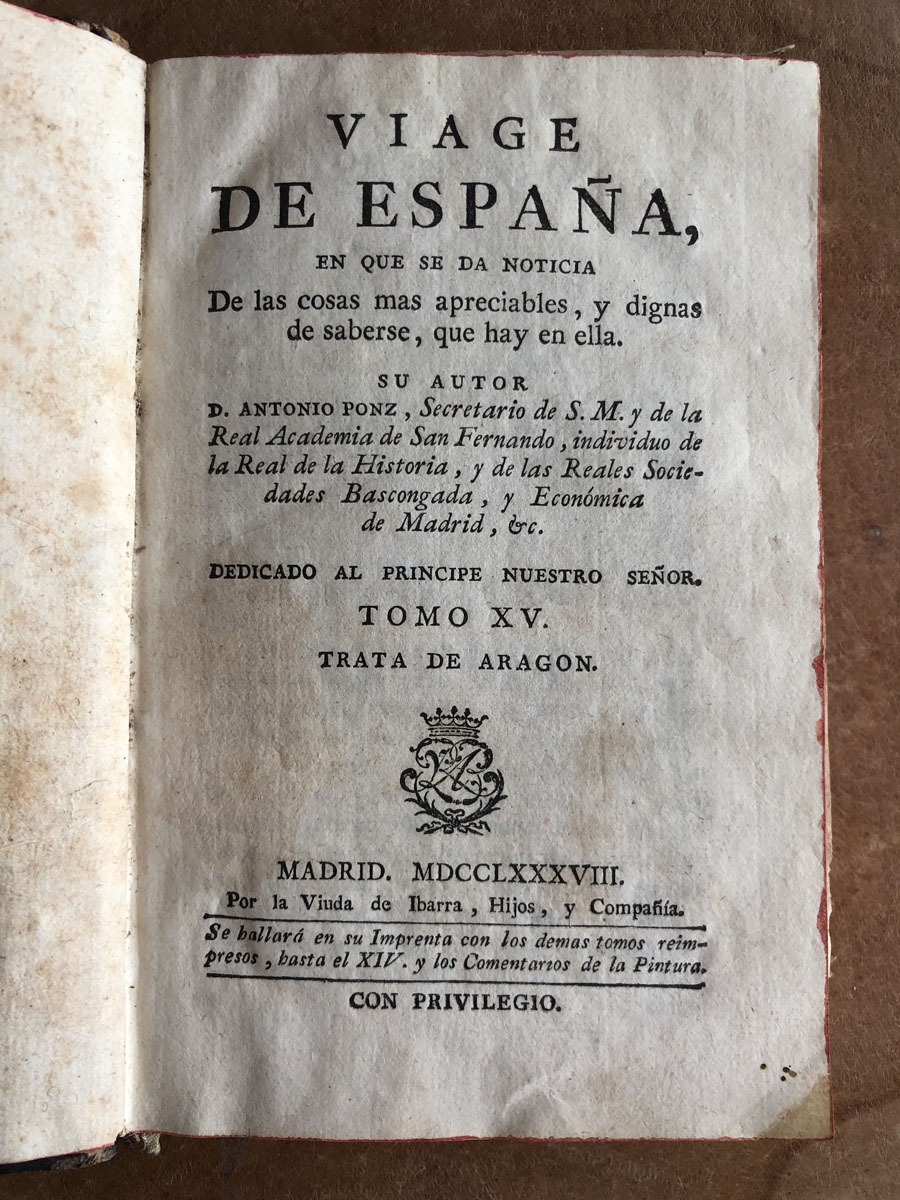 VIAGE
DE ESPAÑA,
EN QUE SE DA NOTICIA
De las cosas mas apreciables, y dignas
de saberse, que hay en ella.
SU AUTOR
D. ANTONIO PONZ, Secretario de S. M. y de la
Real Academia de San Fernando, individuo de
la Real de la Historia, y de las Reales Socie-
dades Bascongada, y Económica
de Madrid, &c.
DEDICADO AL PRINCIPE NUESTRO SEÑOR.
TOMO XV.
TRATA DE ARAGON.
MADRID. MDCCLXXXVIII.
Por la Viuda de Ibarra, Hijos, y Compañía.
Se hallará en su Imprenta con los demas tomos reim-
presos, hasta el XIV. y los Comentarios de la Pintura.
CON PRIVILEGIO.